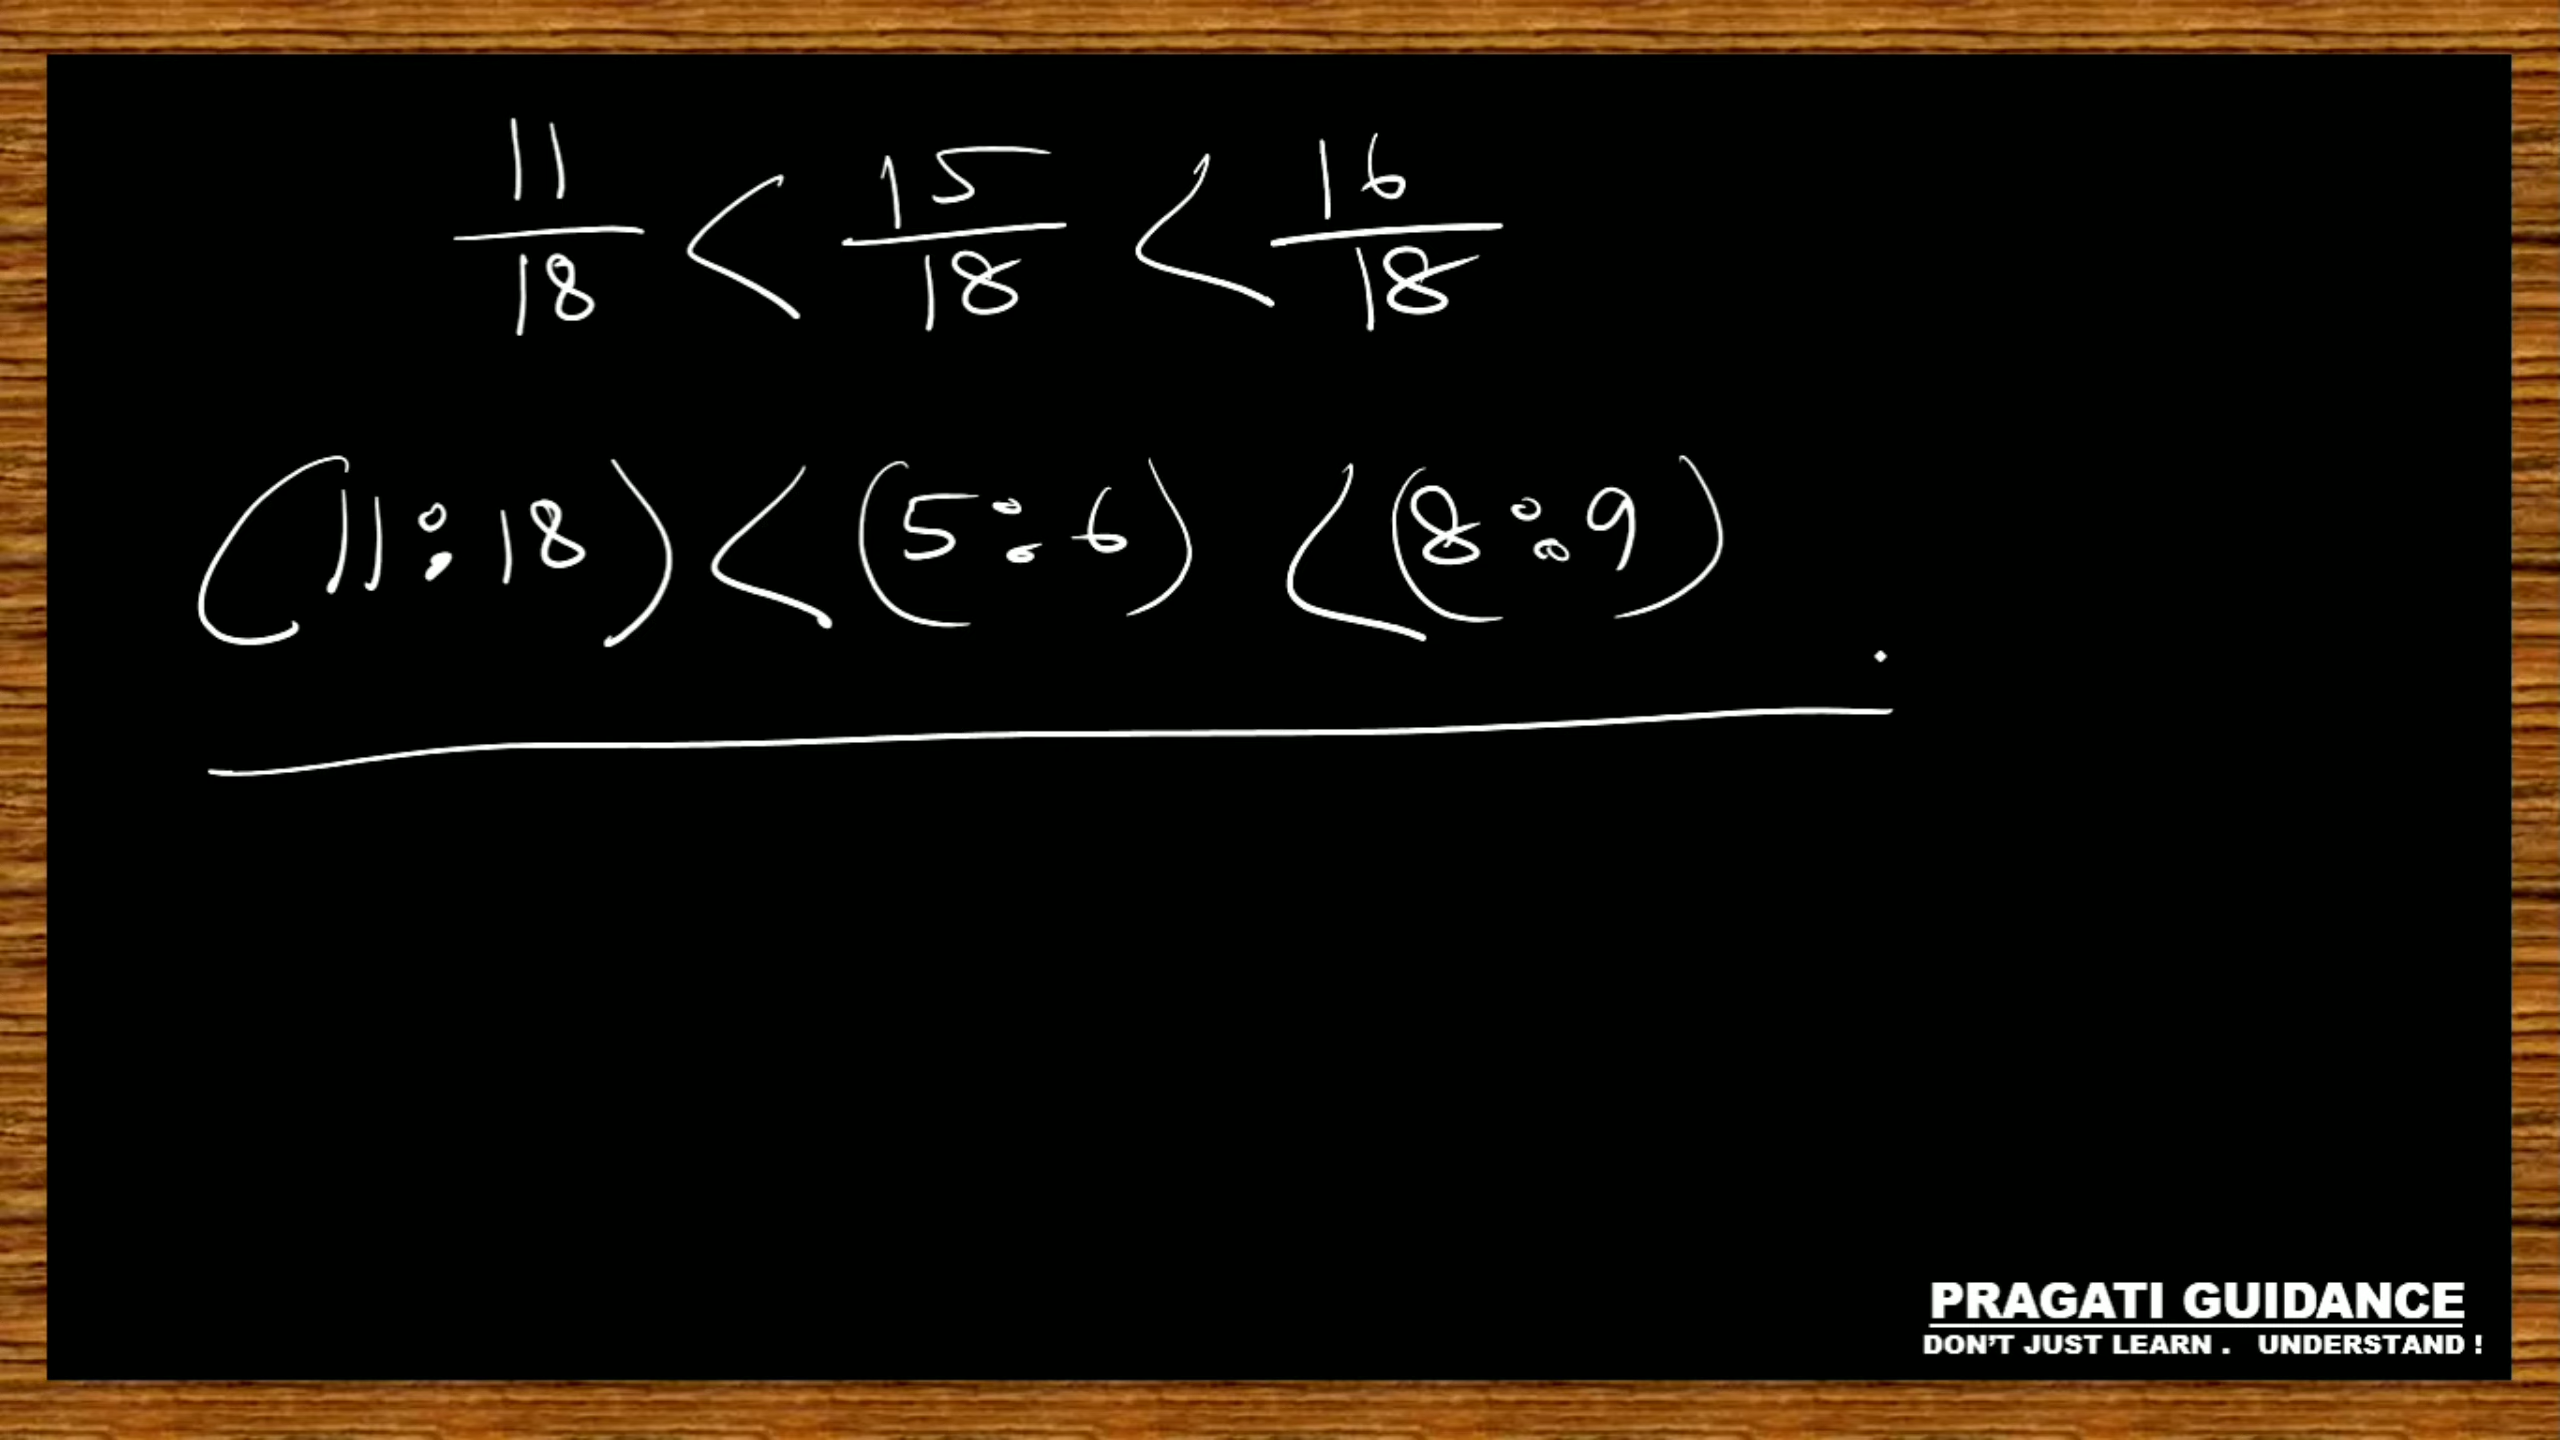 11/18 < 15/18 < 16/18
(11:18) < (5:6) < (8:9)
PRAGATI GUIDANCE
DON'T JUST LEARN . UNDERSTAND !